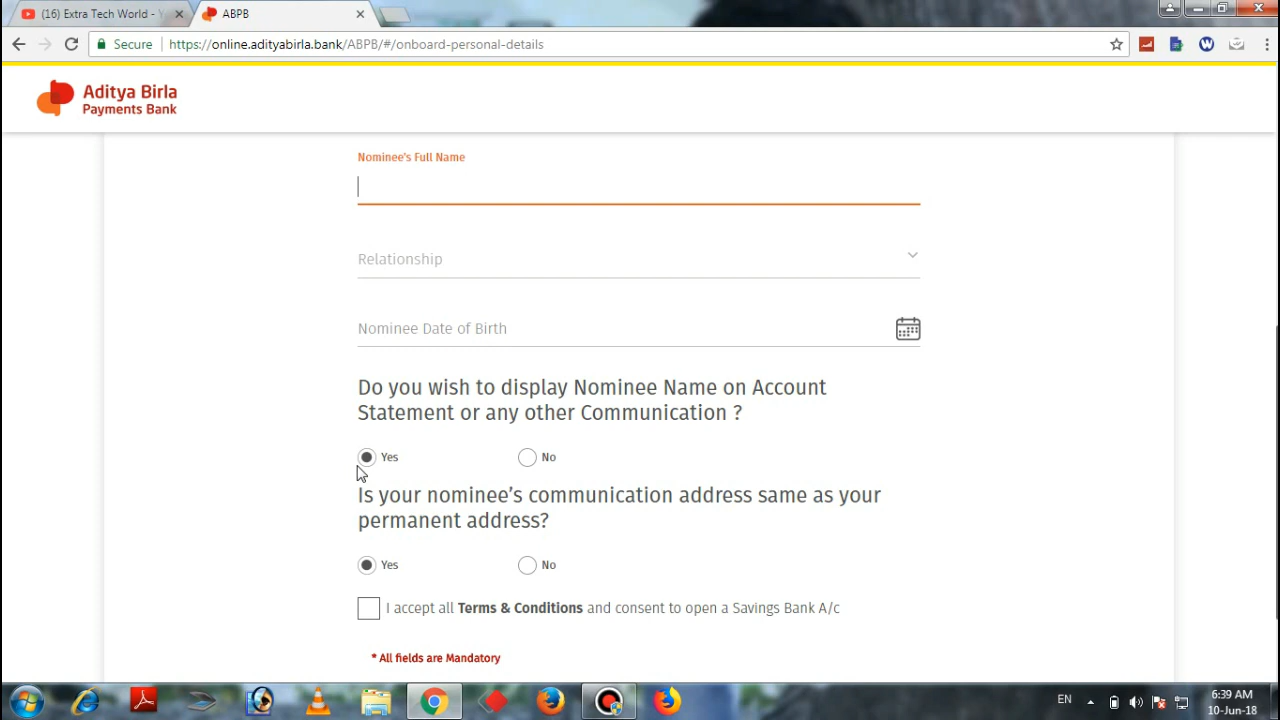 (16) Extra Tech World -
ABPB
Secure
https://online.adityabirla.bank/ABPB/#/onboard-personal-details
Aditya Birla
Payments Bank
Nominee's Full Name
Relationship
Nominee Date of Birth
Do you wish to display Nominee Name on Account
Statement or any other Communication ?
Yes
No
Is your nominee's communication address same as your
permanent address?
Yes
No
I accept all Terms & Conditions and consent to open a Savings Bank A/c
* All fields are Mandatory
EN
6:39 AM
10-Jun-18